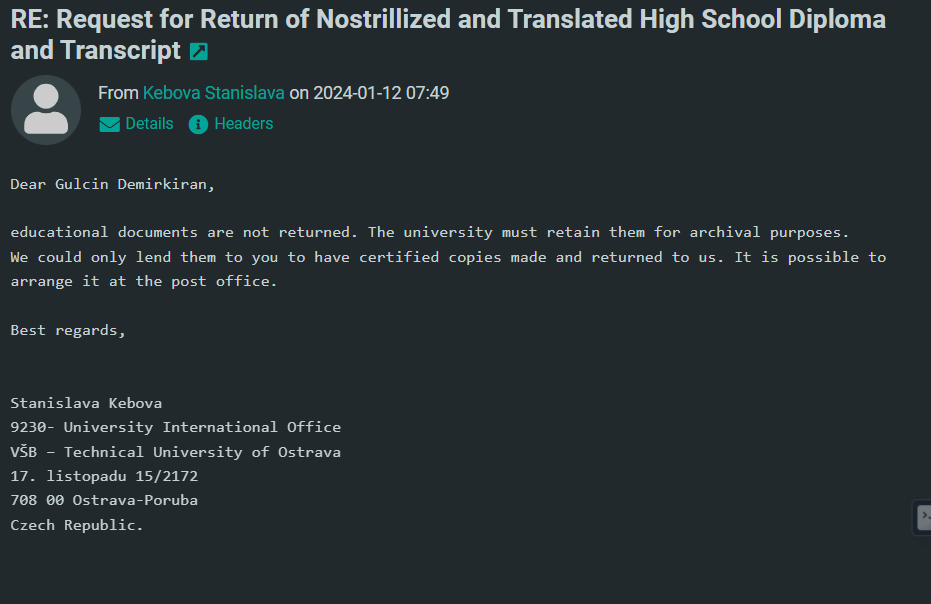 RE: Request for Return of Nostrillized and Translated High School Diploma
and Transcript
From Kebova Stanislava on 2024-01-12 07:49
Details Headers
Dear Gulcin Demirkiran,
educational documents are not returned. The university must retain them for archival purposes.
We could only lend them to you to have certified copies made and returned to us. It is possible to
arrange it at the post office.
Best regards,
Stanislava Kebova
9230- University International Office
VŠB – Technical University of Ostrava
17. listopadu 15/2172
708 00 Ostrava-Poruba
Czech Republic.